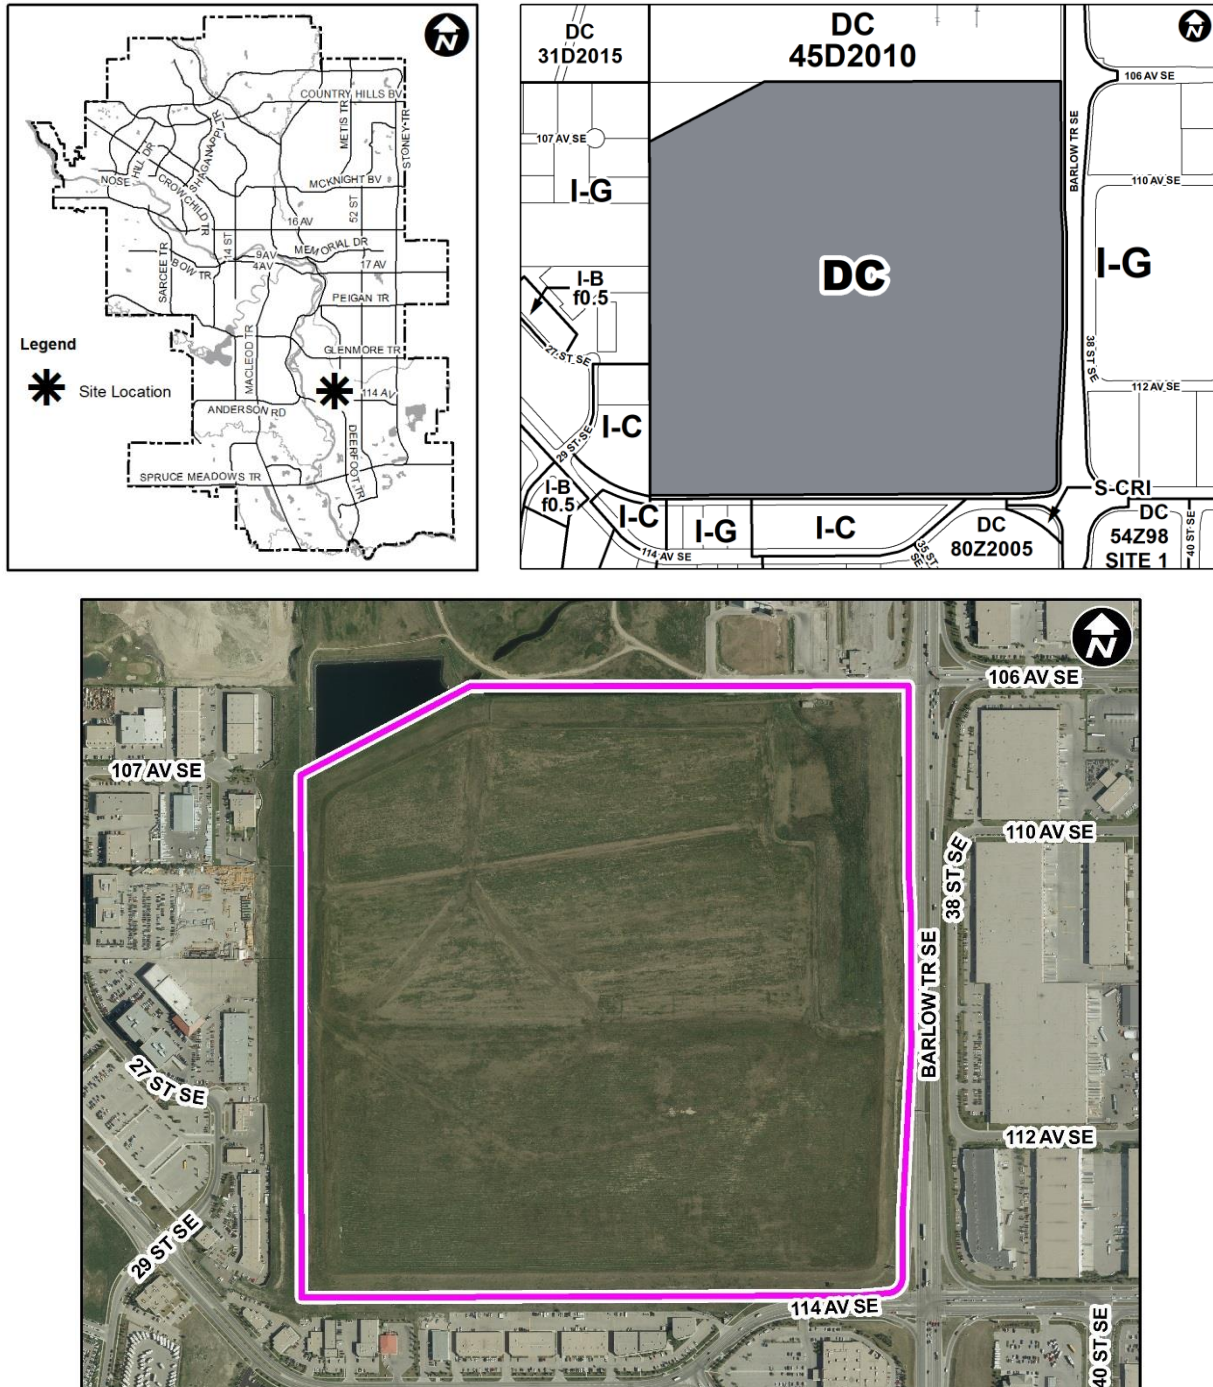 N
COUNTRY HILLS BV
METIS TR
STONEY TR
SHAGANAPPI TR
NOSE HILL DR
CROWCHILD TR
MCKNIGHT BV
52 ST
16 AV
14 ST
SARCEE TR
BOW TR
9AV
4AV
MEMORIAL DR
17 AV
PEIGAN TR
MACLEOD TR
GLENMORE TR
Legend
Site Location
114 AV
ANDERSON RD
DEERFOOT TR
SPRUCE MEADOWS TR
DC
31D2015
DC
45D2010
N
106 AV SE
BARLOW TR SE
107 AV SE
I-G
110 AV SE
DC
I-G
I-B
f0.5
27 ST SE
38 ST SE
112 AV SE
I-C
29 ST SE
I-B
f0.5
I-C
I-G
I-C
114 AV SE
35 ST
SE
DC
80Z2005
S-CRI
DC
54Z98
SITE 1
40 ST SE
N
106 AV SE
107 AV SE
110 AV SE
38 ST SE
BARLOW TR SE
27 ST SE
112 AV SE
29 ST SE
114 AV SE
40 ST SE